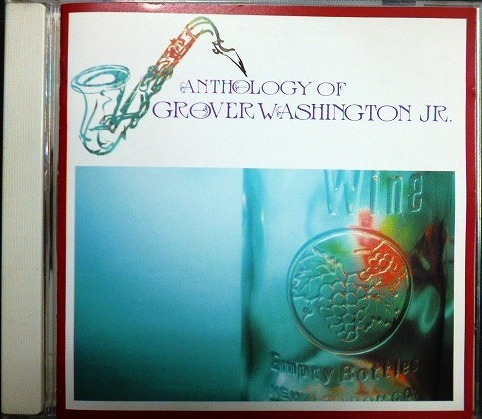 ANTHOLOGY OF
GROVER WASHINGTON JR.
Wine
Empty Bottles